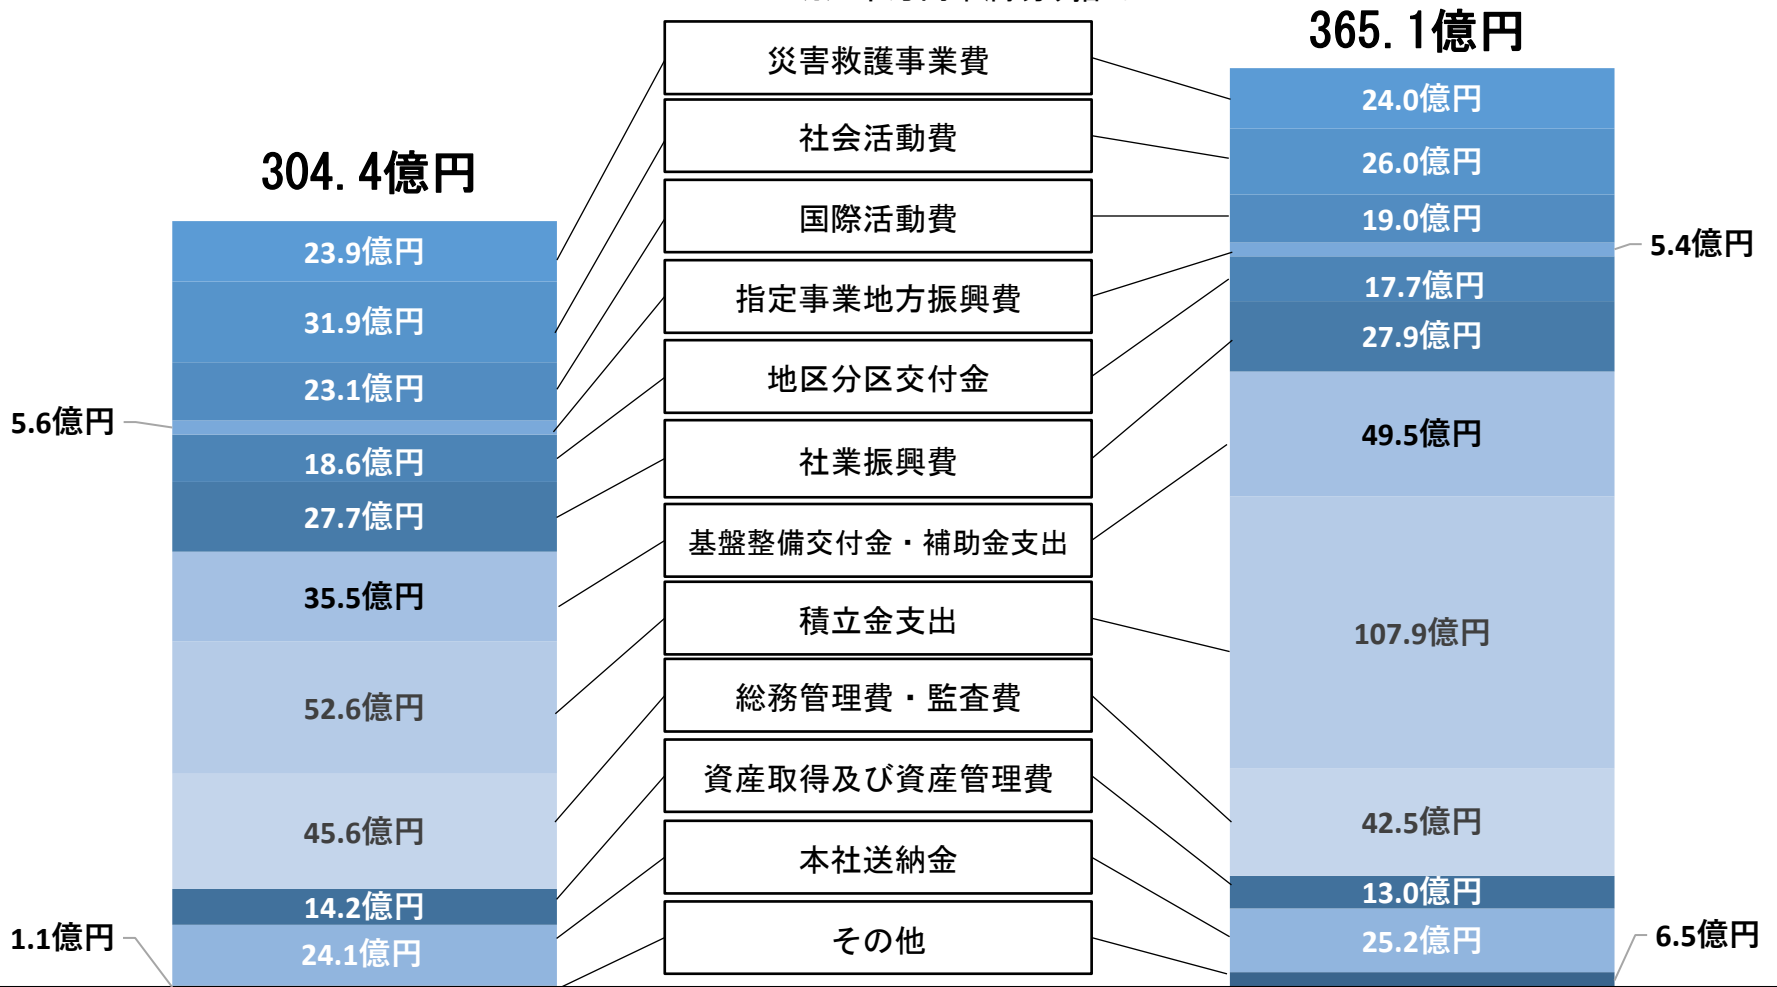 365.1億円
304.4億円
災害救護事業費
社会活動費
国際活動費
指定事業地方振興費
地区分区交付金
社業振興費
基盤整備交付金・補助金支出
積立金支出
総務管理費・監査費
資産取得及び資産管理費
本社送納金
その他
23.9億円
31.9億円
23.1億円
5.6億円
18.6億円
27.7億円
35.5億円
52.6億円
45.6億円
14.2億円
24.1億円
1.1億円
24.0億円
26.0億円
19.0億円
5.4億円
17.7億円
27.9億円
49.5億円
107.9億円
42.5億円
13.0億円
25.2億円
6.5億円